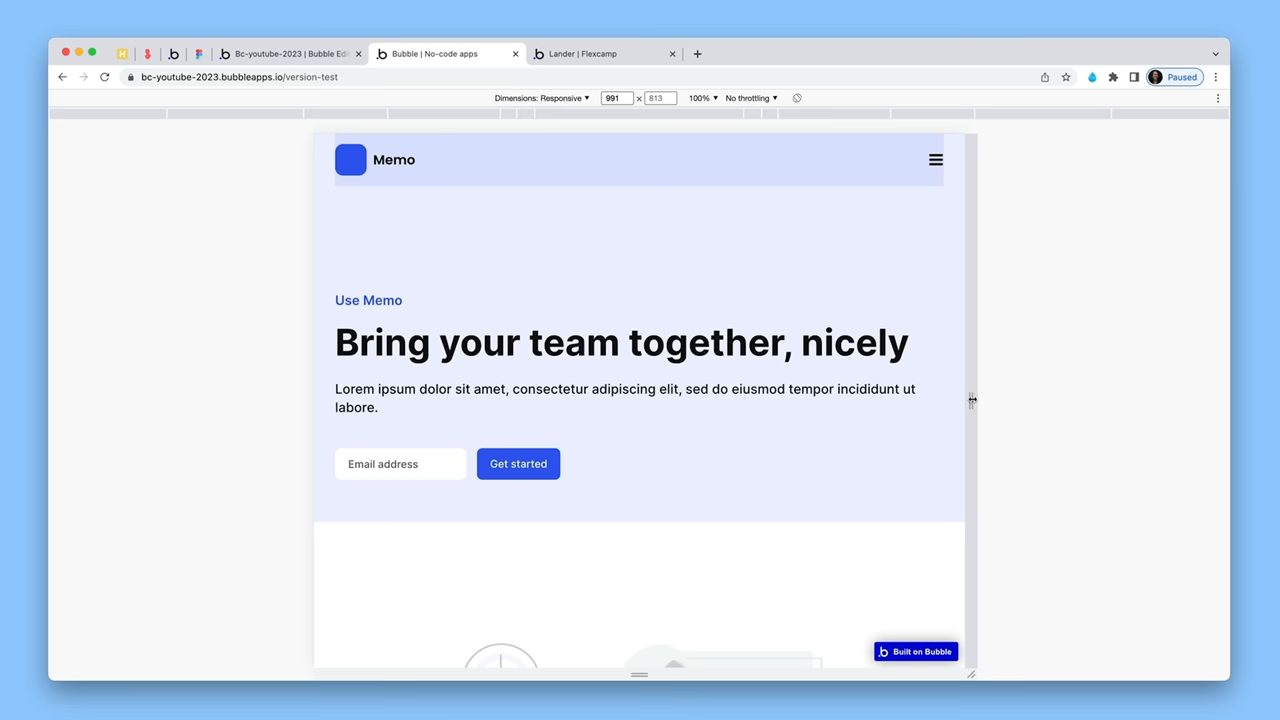 Bc-youtube-2023 | Bubble Edi
Bubble | No-code apps
Lander | Flexcamp
bc-youtube-2023.bubbleapps.io/version-test
Paused
Dimensions: Responsive
991 x 813
100%
No throttling
Memo
Use Memo
Bring your team together, nicely
Lorem ipsum dolor sit amet, consectetur adipiscing elit, sed do eiusmod tempor incididunt ut
labore.
Email address
Get started
Built on Bubble